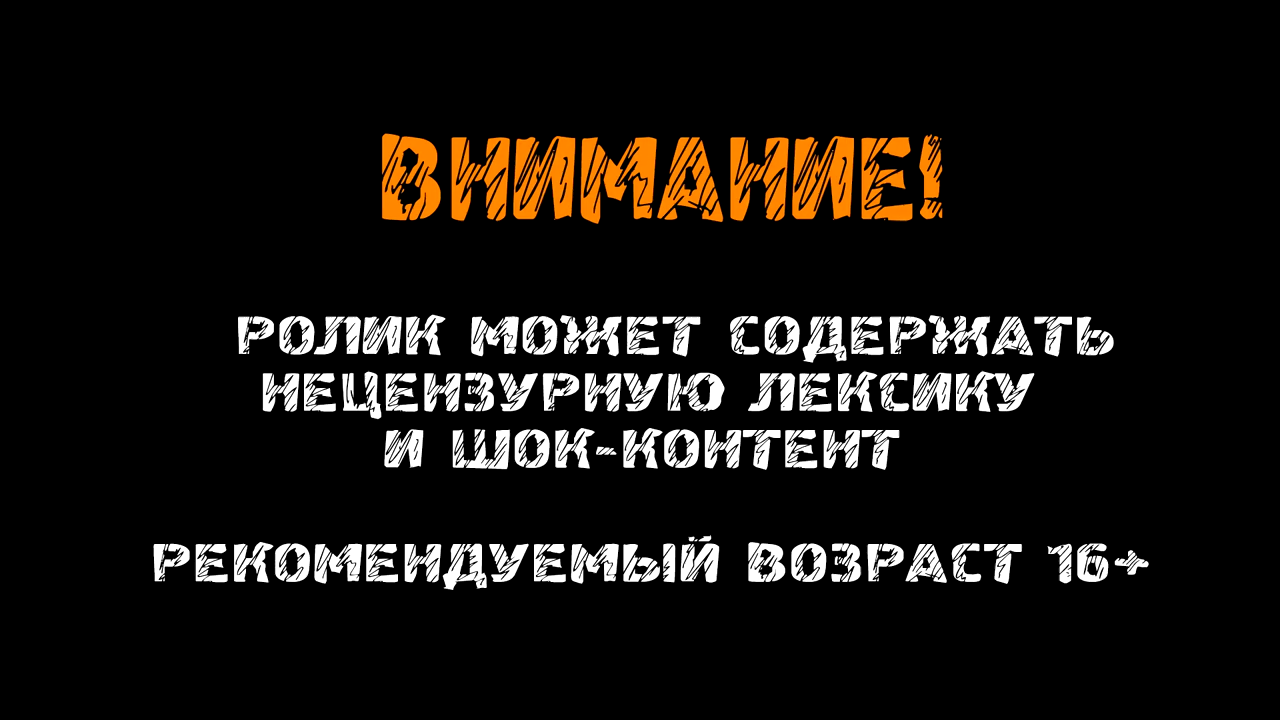 ВНИМАНИЕ!
РОЛИК МОЖЕТ СОДЕРЖАТЬ
НЕЦЕНЗУРНУЮ ЛЕКСИКУ
И ШОК-КОНТЕНТ
РЕКОМЕНДУЕМЫЙ ВОЗРАСТ 16+